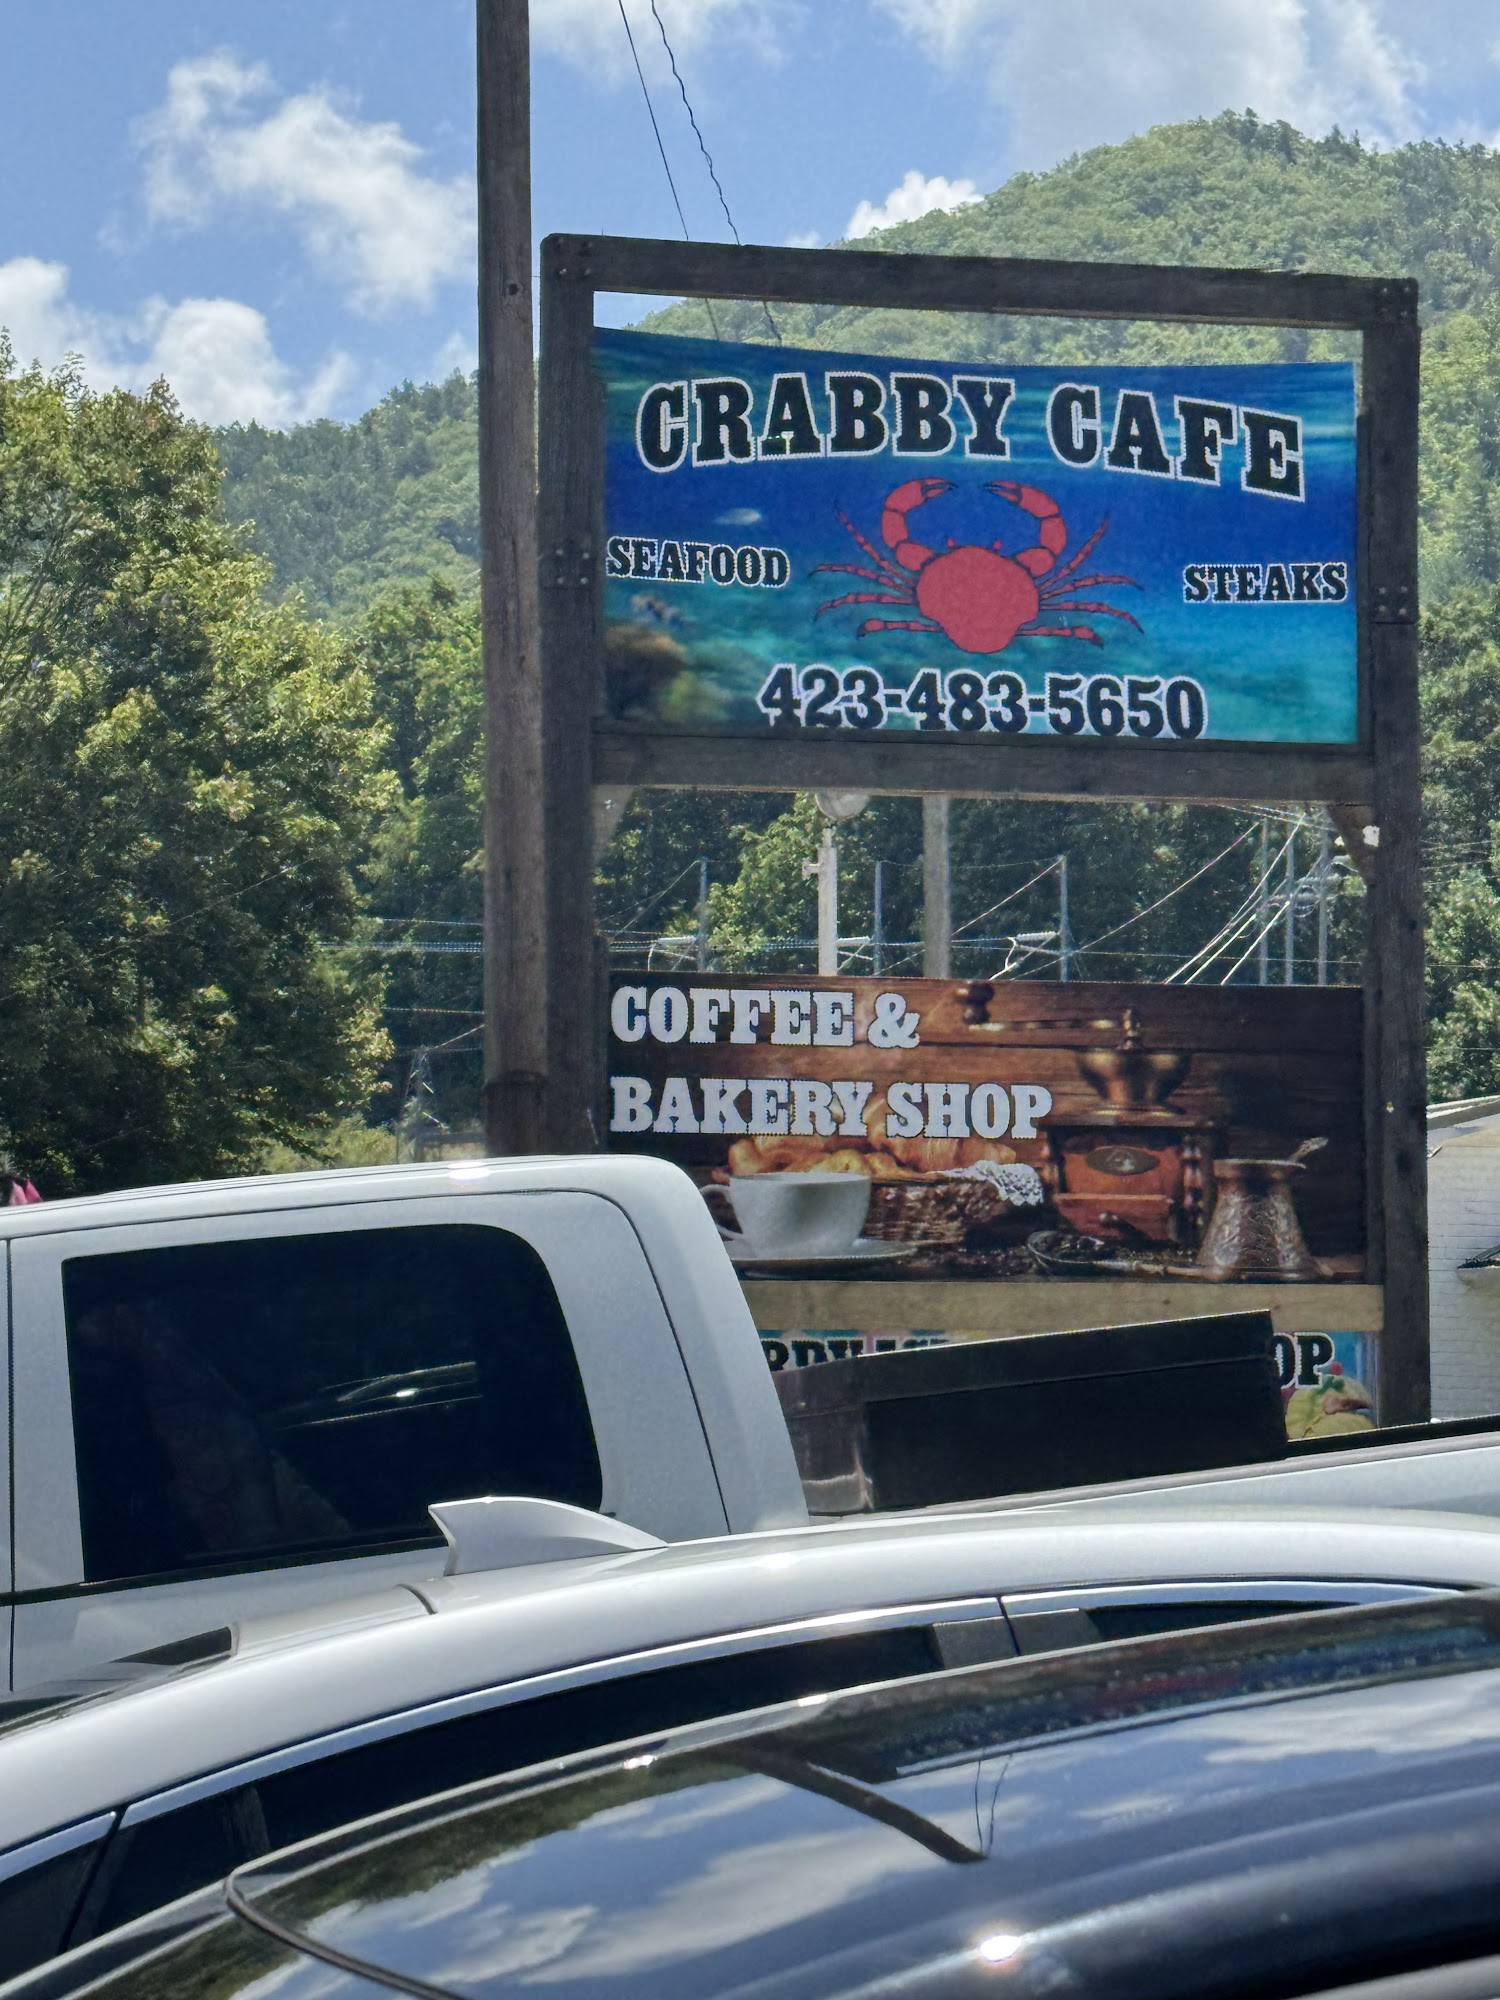 CRABBY CAFE
SEAFOOD STEAKS
423-483-5650
COFFEE &
BAKERY SHOP